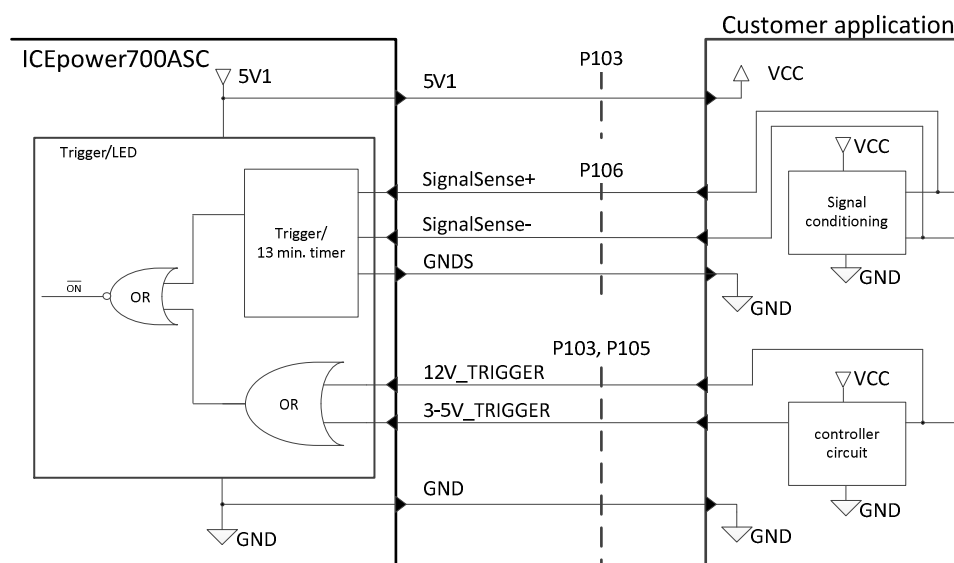 Customer application
ICEpower700ASC
P103
5V1
5V1
VCC
VCC
Trigger/LED
P106
SignalSense+
Signal
conditioning
Trigger/
13 min. timer
SignalSense-
GNDS
GND
ON
OR
GND
P103, P105
12V_TRIGGER
VCC
OR
3-5V_TRIGGER
controller
circuit
GND
GND
GND
GND